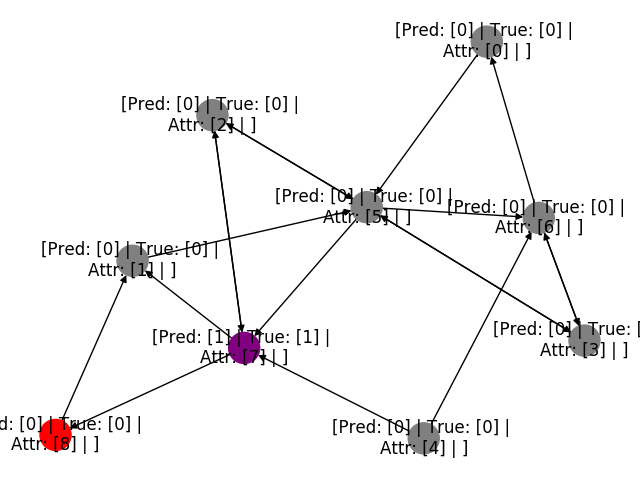 [Pred: [0] | True: [0] |
Attr: [0] | ]
[Pred: [0] | True: [0] |
Attr: [2] | ]
[Pred: [0] | True: [0] |
Attr: [5] | ]
[Pred: [0] | True: [0] |
Attr: [6] | ]
[Pred: [0] | True: [0] |
Attr: [1] | ]
[Pred: [1] | True: [1] |
Attr: [7] | ]
[Pred: [0] | True: [
Attr: [3] | ]
d: [0] | True: [0] |
Attr: [8] | ]
[Pred: [0] | True: [0] |
Attr: [4] | ]